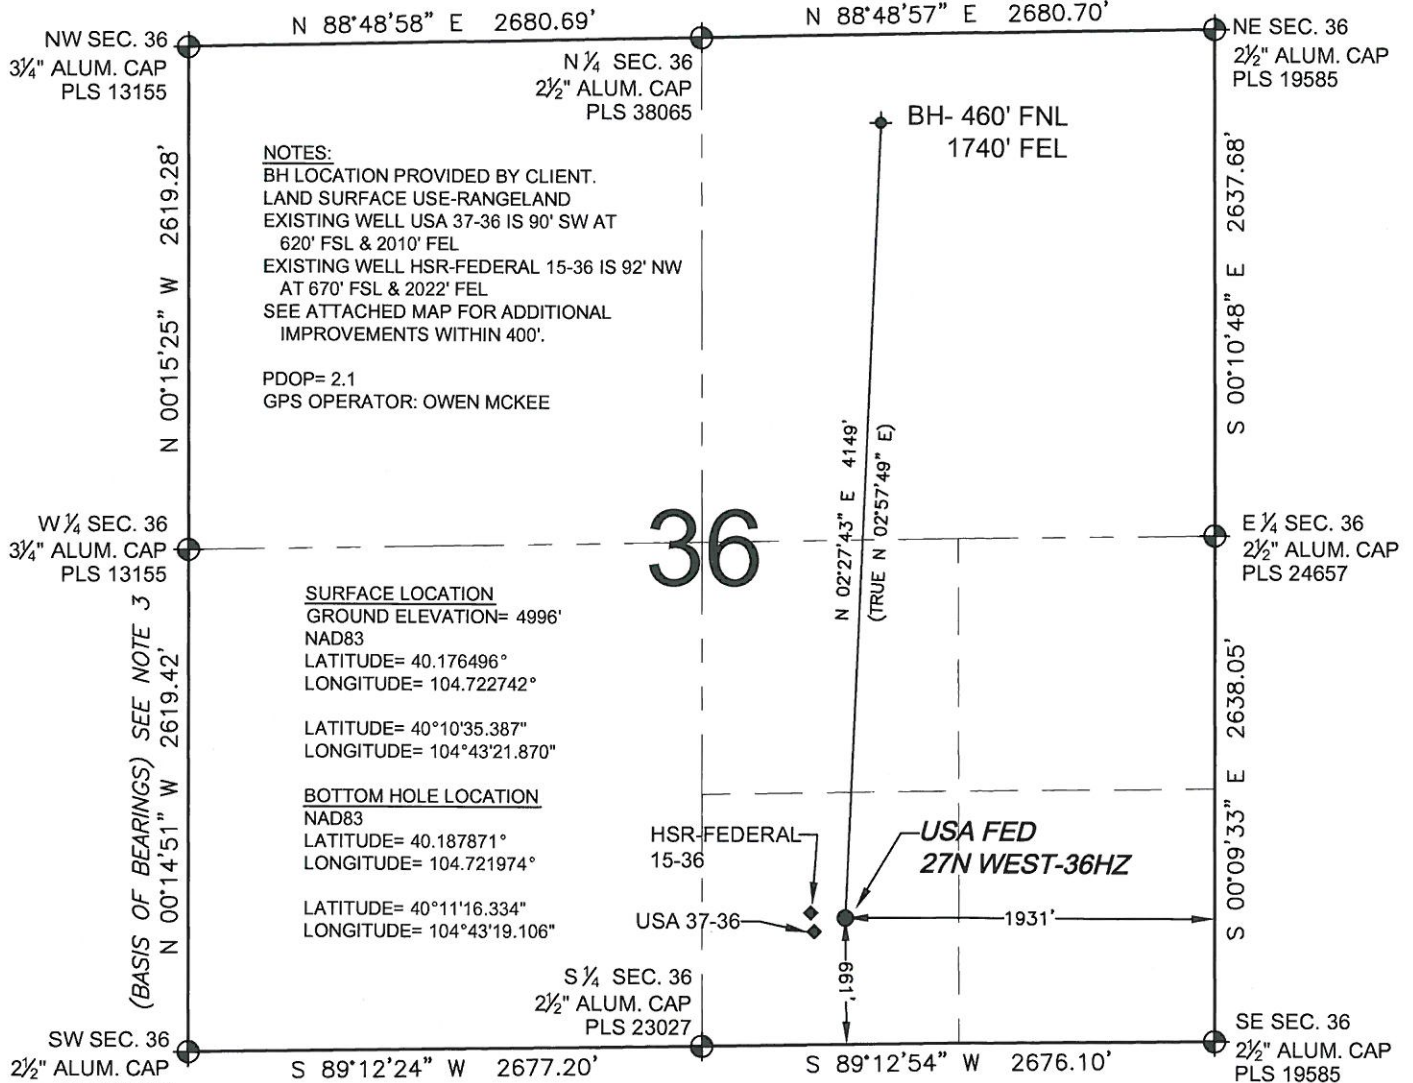 N 88°48'58" E 2680.69'
N 88°48'57" E 2680.70'
NW SEC. 36
3¼" ALUM. CAP
PLS 13155
N ¼ SEC. 36
2½" ALUM. CAP
PLS 38065
NE SEC. 36
2½" ALUM. CAP
PLS 19585
BH- 460' FNL
1740' FEL
NOTES:
BH LOCATION PROVIDED BY CLIENT.
LAND SURFACE USE-RANGELAND
EXISTING WELL USA 37-36 IS 90' SW AT
620' FSL & 2010' FEL
EXISTING WELL HSR-FEDERAL 15-36 IS 92' NW
AT 670' FSL & 2022' FEL
SEE ATTACHED MAP FOR ADDITIONAL
IMPROVEMENTS WITHIN 400'.
PDOP= 2.1
GPS OPERATOR: OWEN MCKEE
N 00°15'25" W 2619.28'
S 00°10'48" E 2637.68'
N 02°27'43" E 4149'
(TRUE N 02°57'49" E)
36
W ¼ SEC. 36
3¼" ALUM. CAP
PLS 13155
E ¼ SEC. 36
2½" ALUM. CAP
PLS 24657
SURFACE LOCATION
GROUND ELEVATION= 4996'
NAD83
LATITUDE= 40.176496°
LONGITUDE= 104.722742°
LATITUDE= 40°10'35.387"
LONGITUDE= 104°43'21.870"
BOTTOM HOLE LOCATION
NAD83
LATITUDE= 40.187871°
LONGITUDE= 104.721974°
LATITUDE= 40°11'16.334"
LONGITUDE= 104°43'19.106"
(BASIS OF BEARINGS) SEE NOTE 3
N 00°14'51" W 2619.42'
S 00°09'33" E 2638.05'
HSR-FEDERAL
15-36
USA FED
27N WEST-36HZ
USA 37-36
1931'
661'
S ¼ SEC. 36
2½" ALUM. CAP
PLS 23027
SW SEC. 36
2½" ALUM. CAP
SE SEC. 36
2½" ALUM. CAP
PLS 19585
S 89°12'24" W 2677.20'
S 89°12'54" W 2676.10'